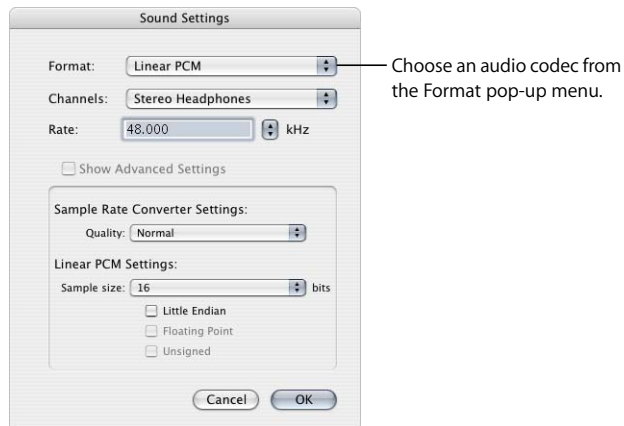 Sound Settings
Format: Linear PCM
Choose an audio codec from
the Format pop-up menu.
Channels: Stereo Headphones
Rate: 48.000 kHz
Show Advanced Settings
Sample Rate Converter Settings:
Quality: Normal
Linear PCM Settings:
Sample size: 16 bits
Little Endian
Floating Point
Unsigned
Cancel OK